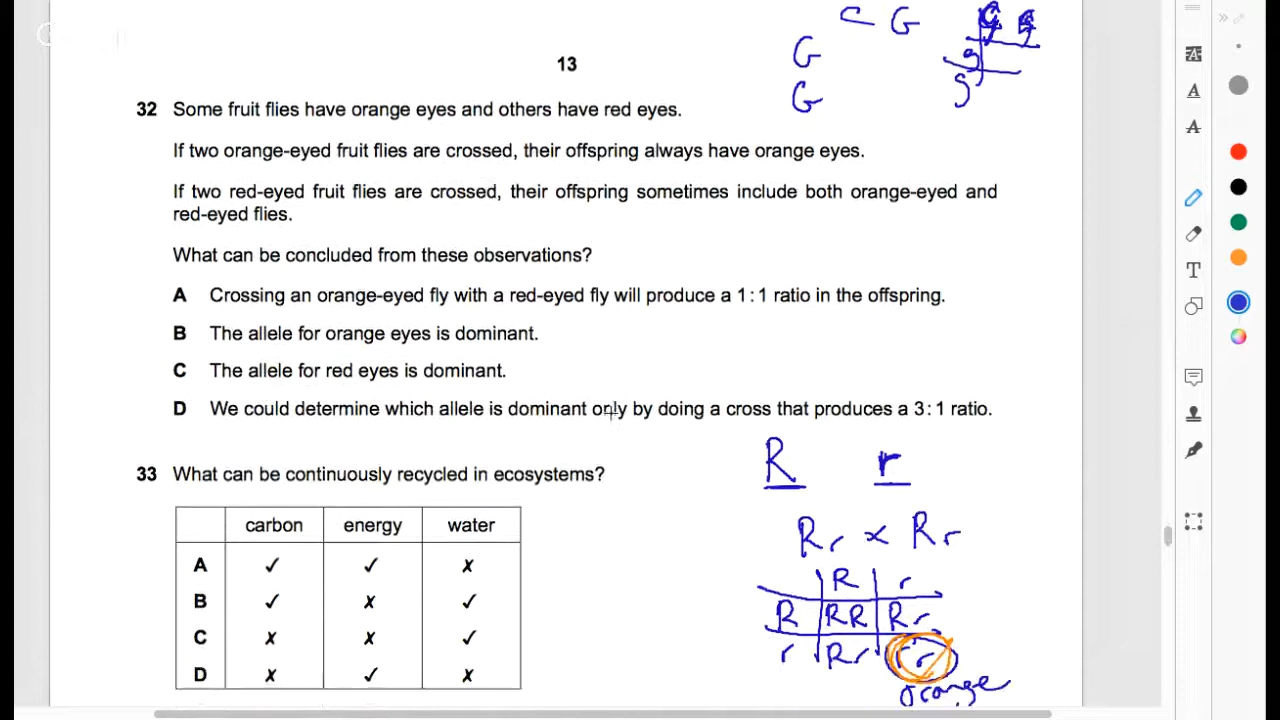 C G
G
G
G g
g
g
13
32 Some fruit flies have orange eyes and others have red eyes.
If two orange-eyed fruit flies are crossed, their offspring always have orange eyes.
If two red-eyed fruit flies are crossed, their offspring sometimes include both orange-eyed and
red-eyed flies.
What can be concluded from these observations?
A Crossing an orange-eyed fly with a red-eyed fly will produce a 1 : 1 ratio in the offspring.
B The allele for orange eyes is dominant.
C The allele for red eyes is dominant.
D We could determine which allele is dominant only by doing a cross that produces a 3 : 1 ratio.
R r
Rr x Rr
R r
R RR Rr
r Rr rr
orange
33 What can be continuously recycled in ecosystems?
carbon energy water
A ✓ ✓ ✗
B ✓ ✗ ✓
C ✗ ✗ ✓
D ✗ ✓ ✗